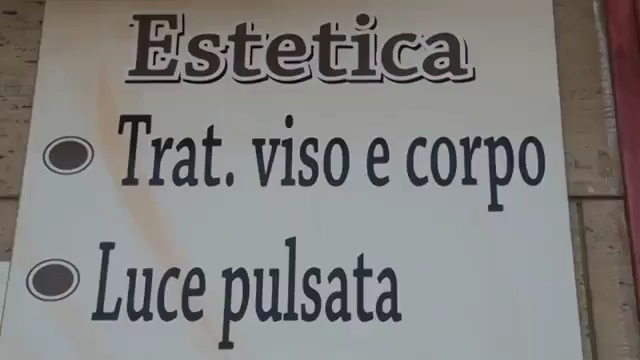 Estetica
Trat. viso e corpo
Luce pulsata